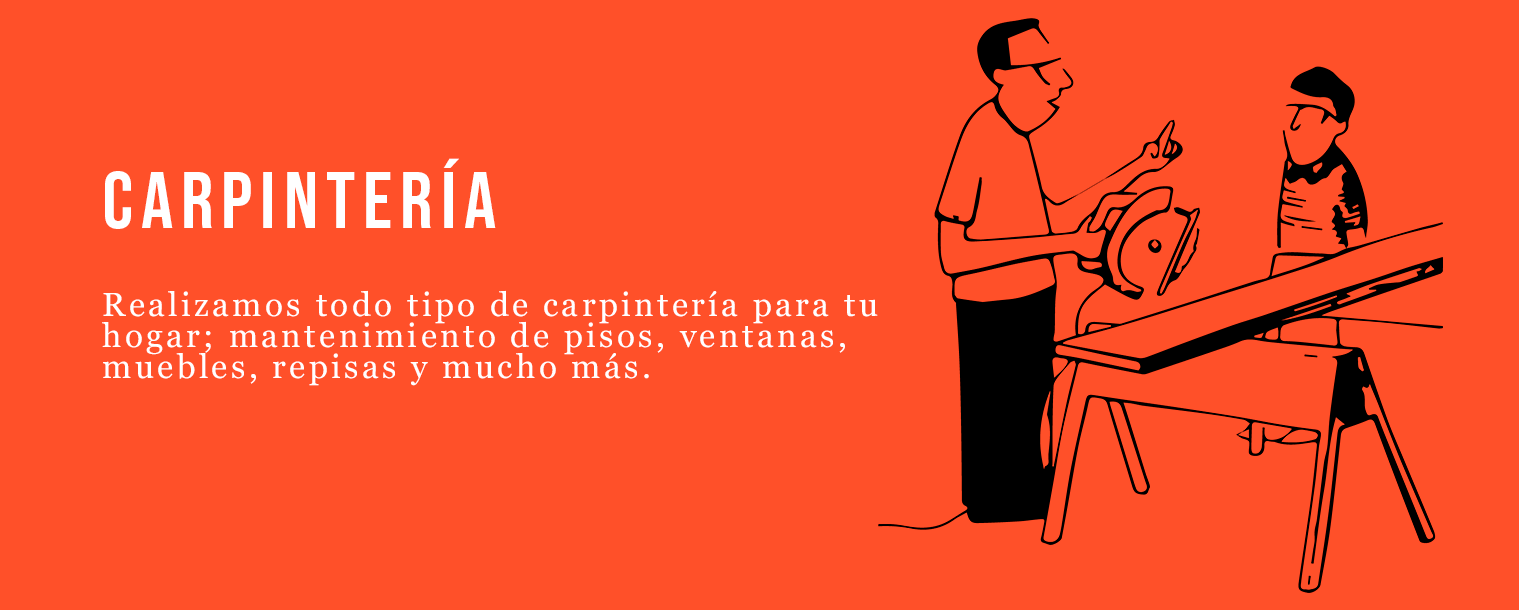 CARPINTERÍA
Realizamos todo tipo de carpintería para tu
hogar; mantenimiento de pisos, ventanas,
muebles, repisas y mucho más.